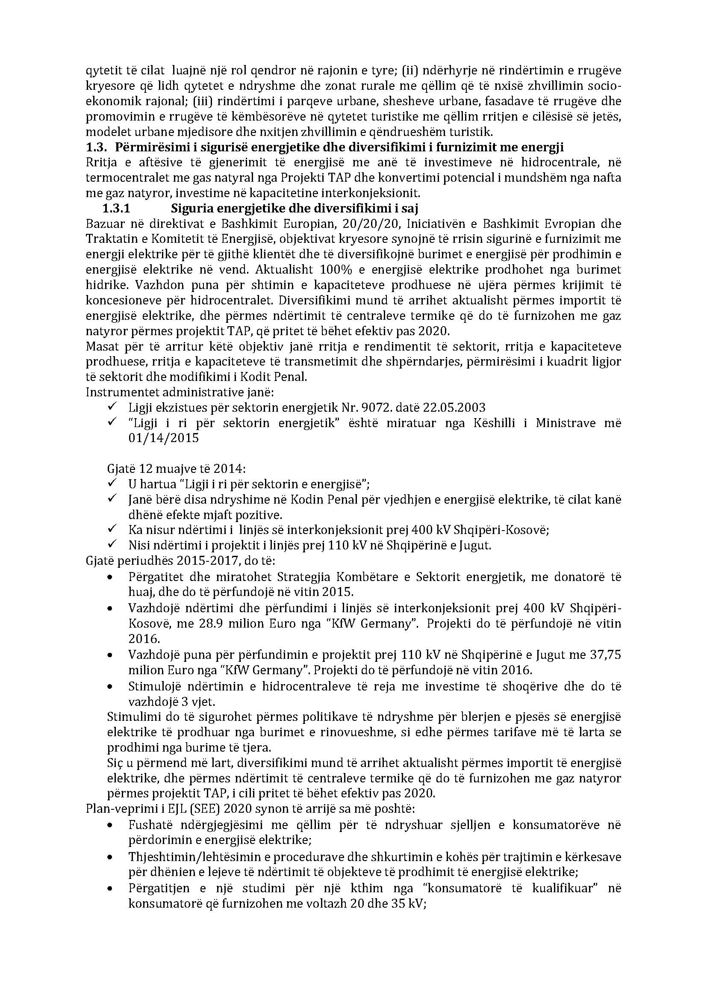 qytetit të cilat  luajnë një rol qendror në rajonin e tyre; (ii) ndërhyrje në rindërtimin e rrugëve
kryesore që lidh qytetet e ndryshme dhe zonat rurale me qëllim që të nxisë zhvillimin socio-
ekonomik rajonal; (iii) rindërtimi i parqeve urbane, shesheve urbane, fasadave të rrugëve dhe
promovimin e rrugëve të këmbësorëve në qytetet turistike me qëllim rritjen e cilësisë së jetës,
modelet urbane mjedisore dhe nxitjen zhvillimin e qëndrueshëm turistik.
1.3. Përmirësimi i sigurisë energjetike dhe diversifikimi i furnizimit me energji
Rritja e aftësive të gjenerimit të energjisë me anë të investimeve në hidrocentrale, në
termocentralet me gas natyral nga Projekti TAP dhe konvertimi potencial i mundshëm nga nafta
me gaz natyror, investime në kapacitetine interkonjeksionit.
1.3.1 Siguria energjetike dhe diversifikimi i saj
Bazuar në direktivat e Bashkimit Europian, 20/20/20, Iniciativën e Bashkimit Evropian dhe
Traktatin e Komitetit të Energjisë, objektivat kryesore synojnë të rrisin sigurinë e furnizimit me
energji elektrike për të gjithë klientët dhe të diversifikojnë burimet e energjisë për prodhimin e
energjisë elektrike në vend. Aktualisht 100% e energjisë elektrike prodhohet nga burimet
hidrike. Vazhdon puna për shtimin e kapaciteteve prodhuese në ujëra përmes krijimit të
koncesioneve për hidrocentralet. Diversifikimi mund të arrihet aktualisht përmes importit të
energjisë elektrike, dhe përmes ndërtimit të centraleve termike që do të furnizohen me gaz
natyror përmes projektit TAP, që pritet të bëhet efektiv pas 2020.
Masat për të arritur këtë objektiv janë rritja e rendimentit të sektorit, rritja e kapaciteteve
prodhuese, rritja e kapaciteteve të transmetimit dhe shpërndarjes, përmirësimi i kuadrit ligjor
të sektorit dhe modifikimi i Kodit Penal.
Instrumentet administrative janë:
✓ Ligji ekzistues për sektorin energjetik Nr. 9072. datë 22.05.2003
✓ “Ligji i ri për sektorin energjetik” është miratuar nga Këshilli i Ministrave më
01/14/2015
Gjatë 12 muajve të 2014:
✓ U hartua “Ligji i ri për sektorin e energjisë”;
✓ Janë bërë disa ndryshime në Kodin Penal për vjedhjen e energjisë elektrike, të cilat kanë
dhënë efekte mjaft pozitive.
✓ Ka nisur ndërtimi i  linjës së interkonjeksionit prej 400 kV Shqipëri-Kosovë;
✓ Nisi ndërtimi i projektit i linjës prej 110 kV në Shqipërinë e Jugut.
Gjatë periudhës 2015-2017, do të:
• Përgatitet dhe miratohet Strategjia Kombëtare e Sektorit energjetik, me donatorë të
huaj, dhe do të përfundojë në vitin 2015.
• Vazhdojë ndërtimi dhe përfundimi i linjës së interkonjeksionit prej 400 kV Shqipëri-
Kosovë, me 28.9 milion Euro nga “KfW Germany”.  Projekti do të përfundojë në vitin
2016.
• Vazhdojë puna për përfundimin e projektit prej 110 kV në Shqipërinë e Jugut me 37,75
milion Euro nga “KfW Germany”. Projekti do të përfundojë në vitin 2016.
• Stimulojë ndërtimin e hidrocentraleve të reja me investime të shoqërive dhe do të
vazhdojë 3 vjet.
Stimulimi do të sigurohet përmes politikave të ndryshme për blerjen e pjesës së energjisë
elektrike të prodhuar nga burimet e rinovueshme, si edhe përmes tarifave më të larta se
prodhimi nga burime të tjera.
Siç u përmend më lart, diversifikimi mund të arrihet aktualisht përmes importit të energjisë
elektrike, dhe përmes ndërtimit të centraleve termike që do të furnizohen me gaz natyror
përmes projektit TAP, i cili pritet të bëhet efektiv pas 2020.
Plan-veprimi i EJL (SEE) 2020 synon të arrijë sa më poshtë:
• Fushatë ndërgjegjësimi me qëllim për të ndryshuar sjelljen e konsumatorëve në
përdorimin e energjisë elektrike;
• Thjeshtimin/lehtësimin e procedurave dhe shkurtimin e kohës për trajtimin e kërkesave
për dhënien e lejeve të ndërtimit të objekteve të prodhimit të energjisë elektrike;
• Përgatitjen e një studimi për një kthim nga “konsumatorë të kualifikuar” në
konsumatorë që furnizohen me voltazh 20 dhe 35 kV;